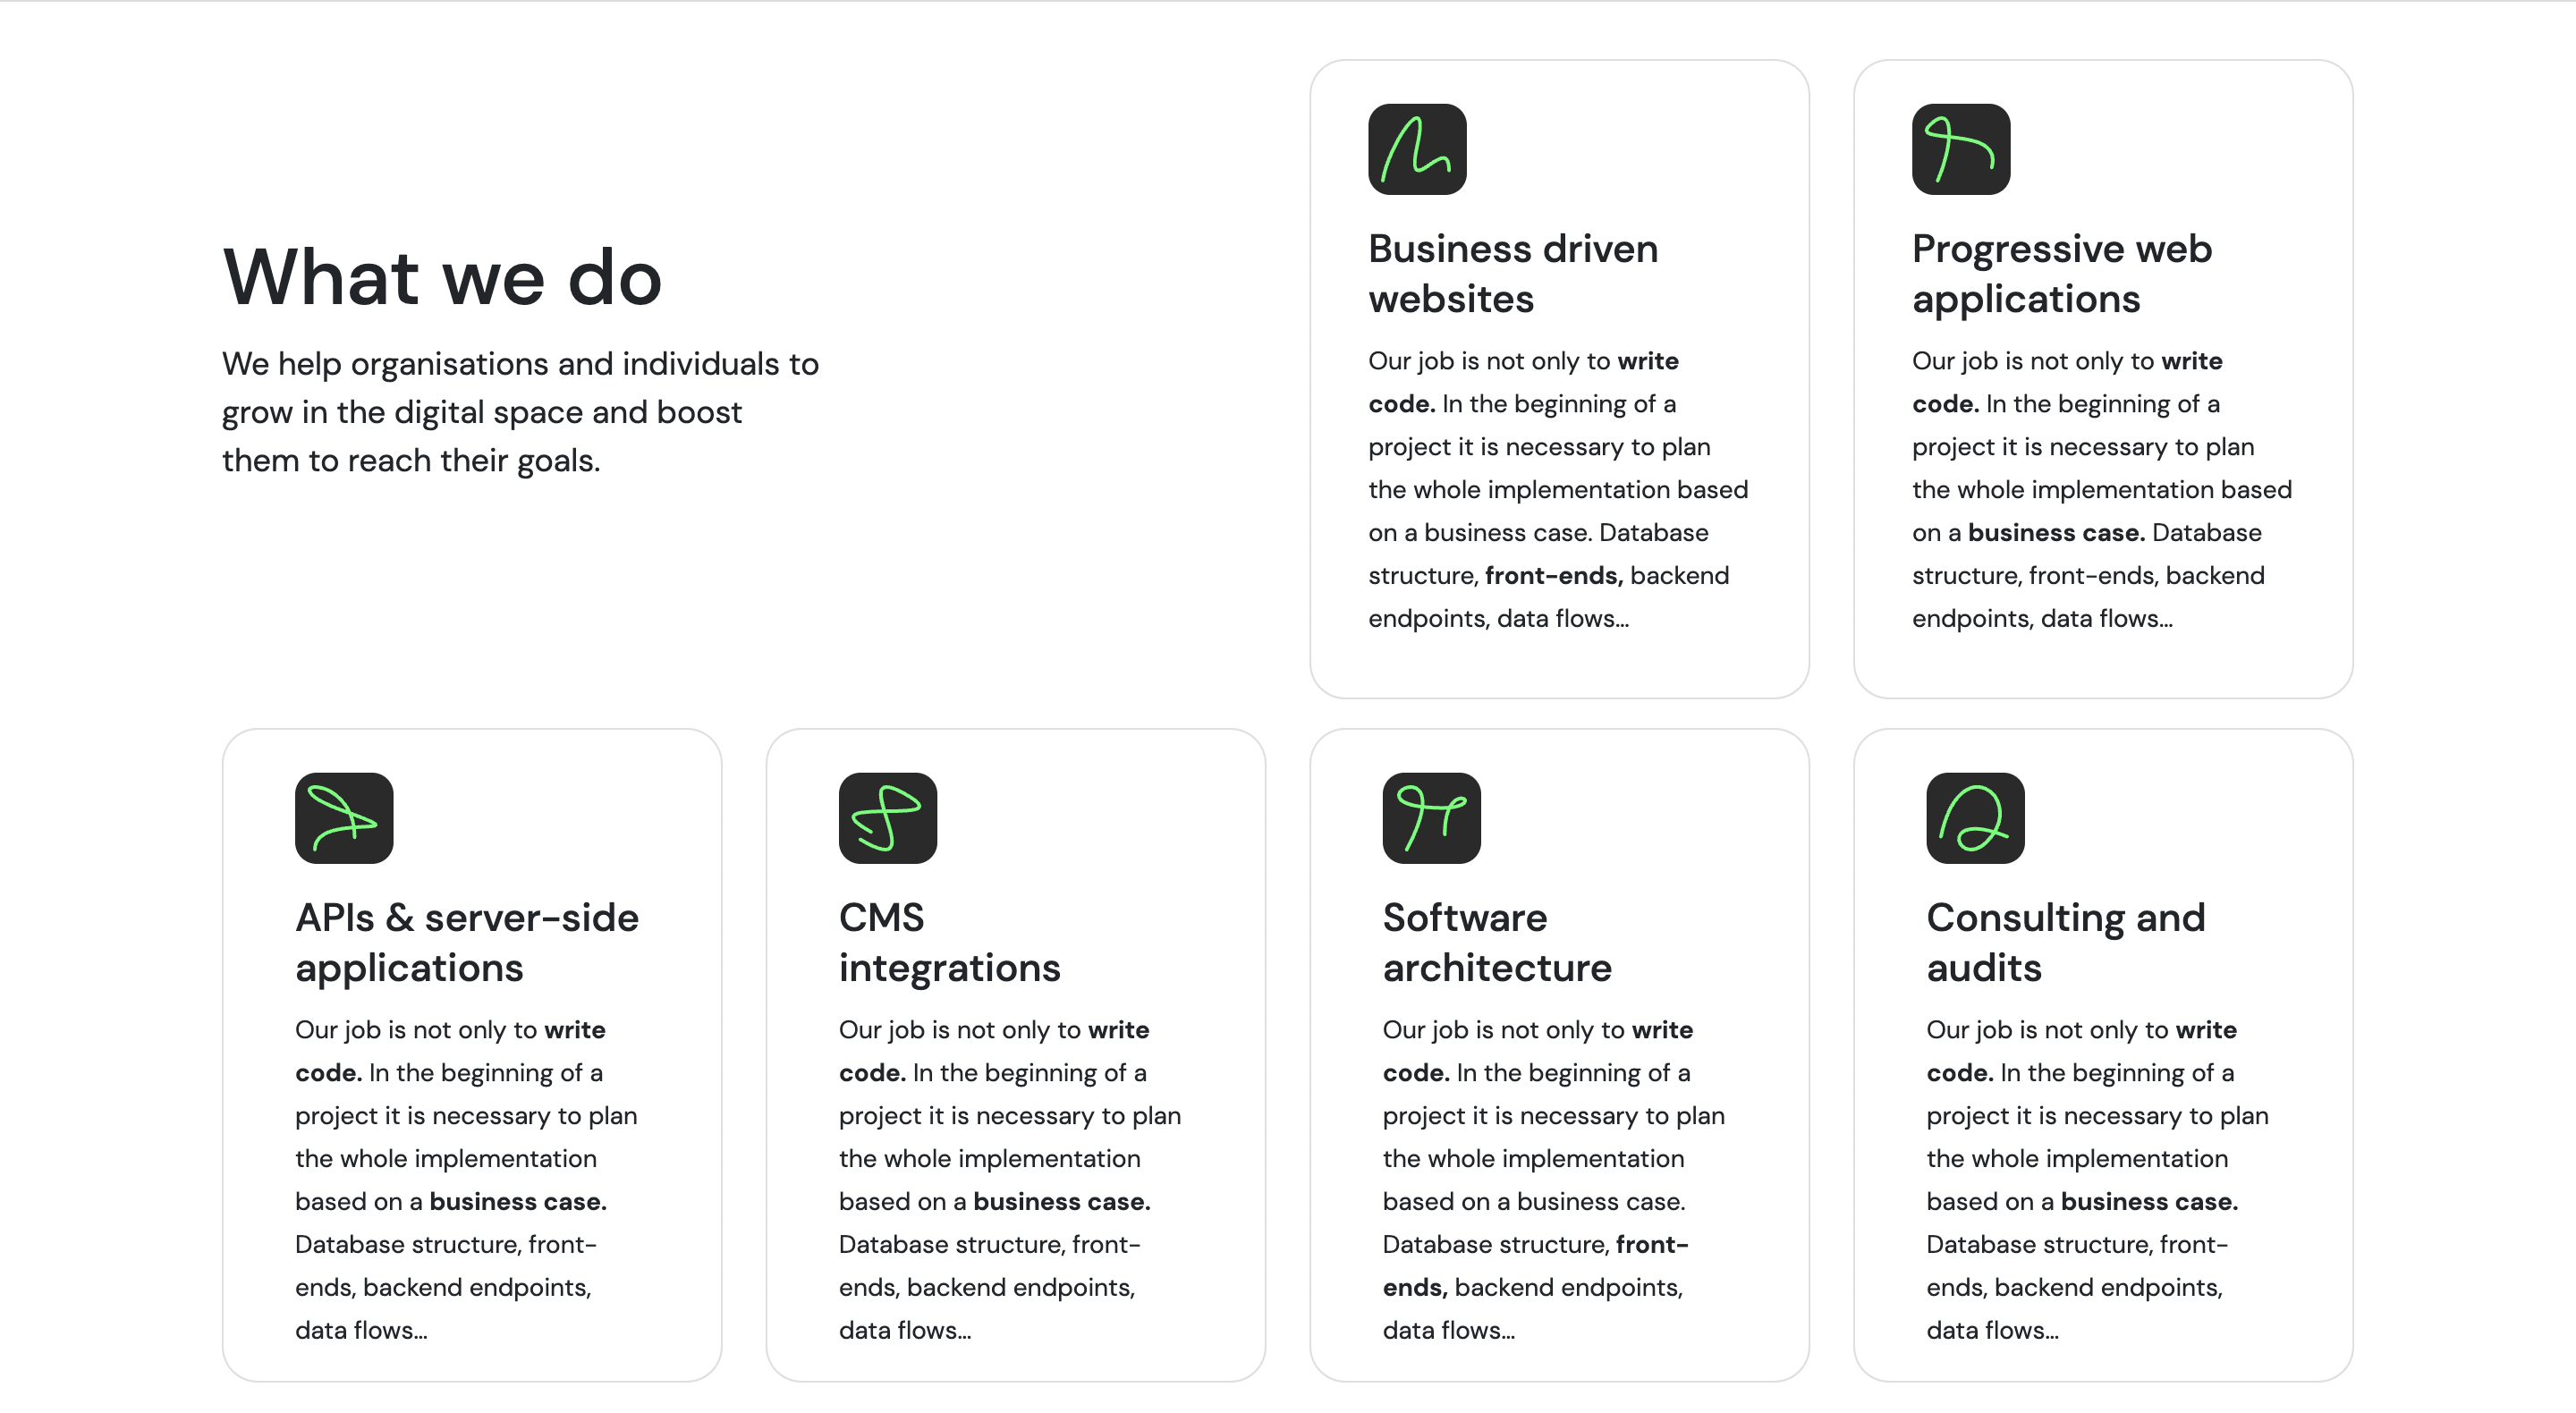 What we do
We help organisations and individuals to
grow in the digital space and boost
them to reach their goals.
Business driven
websites
Our job is not only to write
code. In the beginning of a
project it is necessary to plan
the whole implementation based
on a business case. Database
structure, front-ends, backend
endpoints, data flows...
Progressive web
applications
Our job is not only to write
code. In the beginning of a
project it is necessary to plan
the whole implementation based
on a business case. Database
structure, front-ends, backend
endpoints, data flows...
APIs & server-side
applications
Our job is not only to write
code. In the beginning of a
project it is necessary to plan
the whole implementation
based on a business case.
Database structure, front-
ends, backend endpoints,
data flows...
CMS
integrations
Our job is not only to write
code. In the beginning of a
project it is necessary to plan
the whole implementation
based on a business case.
Database structure, front-
ends, backend endpoints,
data flows...
Software
architecture
Our job is not only to write
code. In the beginning of a
project it is necessary to plan
the whole implementation
based on a business case.
Database structure, front-
ends, backend endpoints,
data flows...
Consulting and
audits
Our job is not only to write
code. In the beginning of a
project it is necessary to plan
the whole implementation
based on a business case.
Database structure, front-
ends, backend endpoints,
data flows...